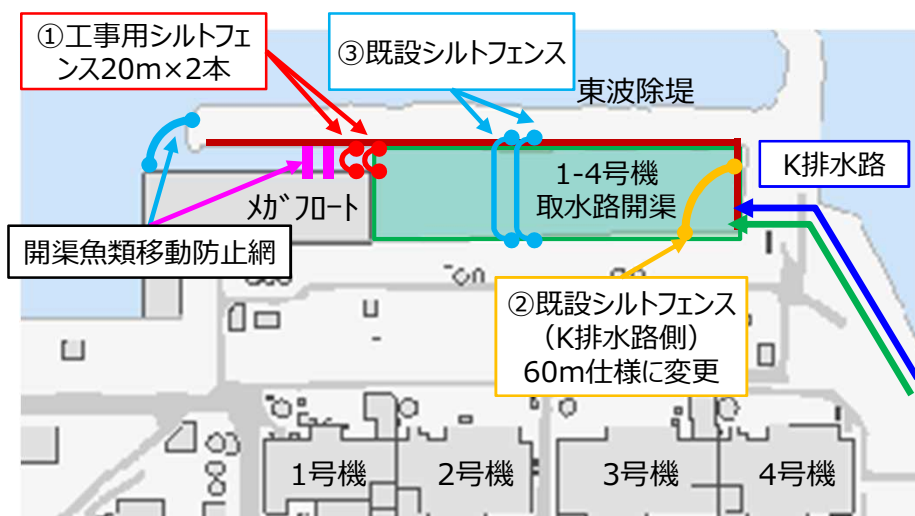 ①工事用シルトフェ
ンス20m×2本
③既設シルトフェンス
東波除堤
K排水路
1-4号機
取水路開渠
ﾒｶﾞﾌﾛｰﾄ
開渠魚類移動防止網
②既設シルトフェンス
（K排水路側）
60m仕様に変更
1号機
2号機
3号機
4号機